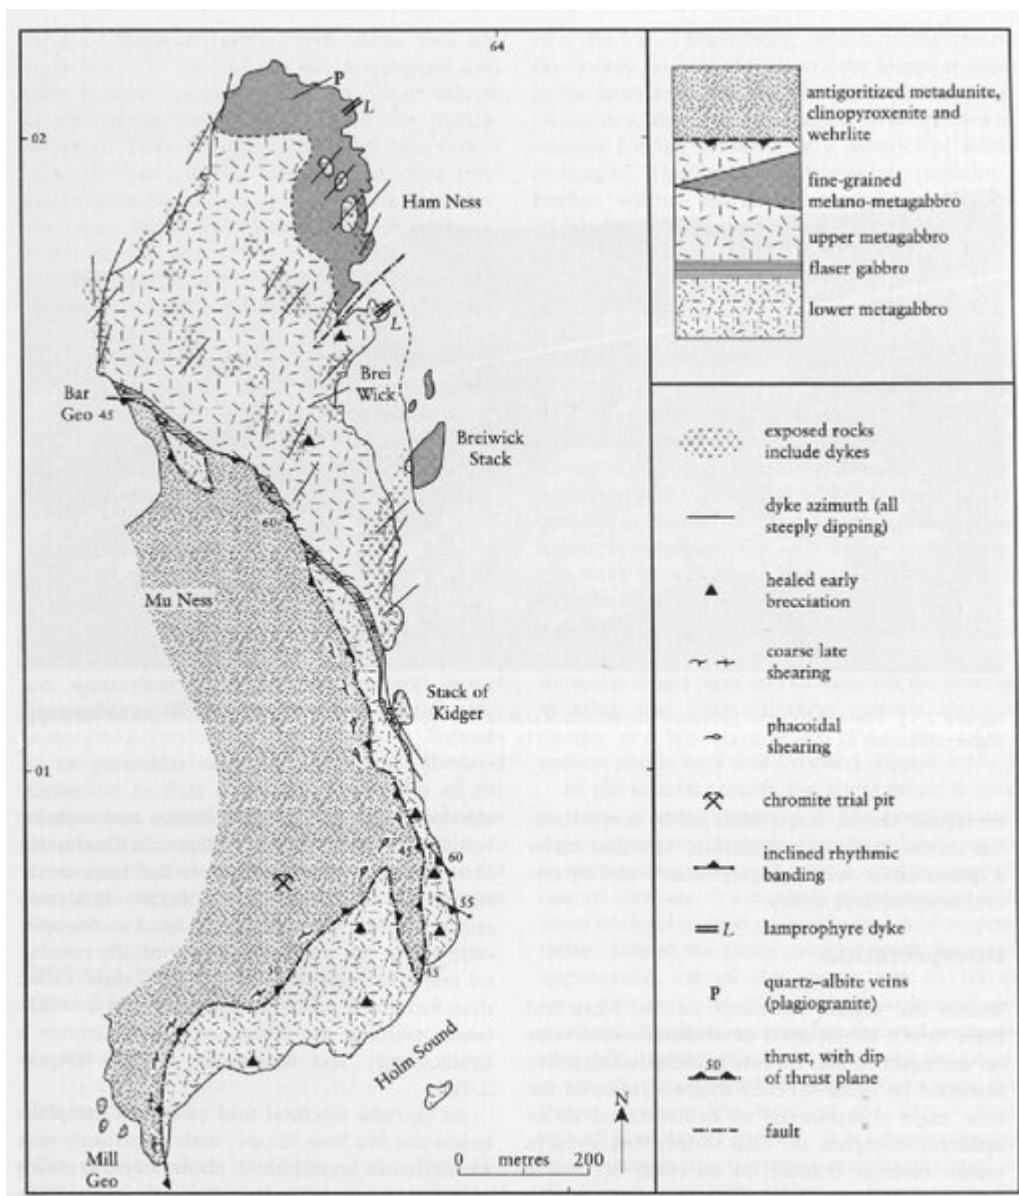 64
02
P
L
Ham Ness
L
Brei
Wick
Bar
Geo 45
Breiwick
Stack
60
Mu Ness
Stack of
Kidger
01
45
60
55
45
Holm Sound
Mill
Geo
0 metres 200
N
antigoritized metadunite,
clinopyroxenite and
wehrlite
fine-grained
melano-metagabbro
upper metagabbro
flaser gabbro
lower metagabbro
exposed rocks
include dykes
dyke azimuth (all
steeply dipping)
healed early
brecciation
coarse late
shearing
phacoidal
shearing
chromite trial pit
inclined rhythmic
banding
L lamprophyre dyke
P quartz–albite veins
(plagiogranite)
50 thrust, with dip
of thrust plane
fault